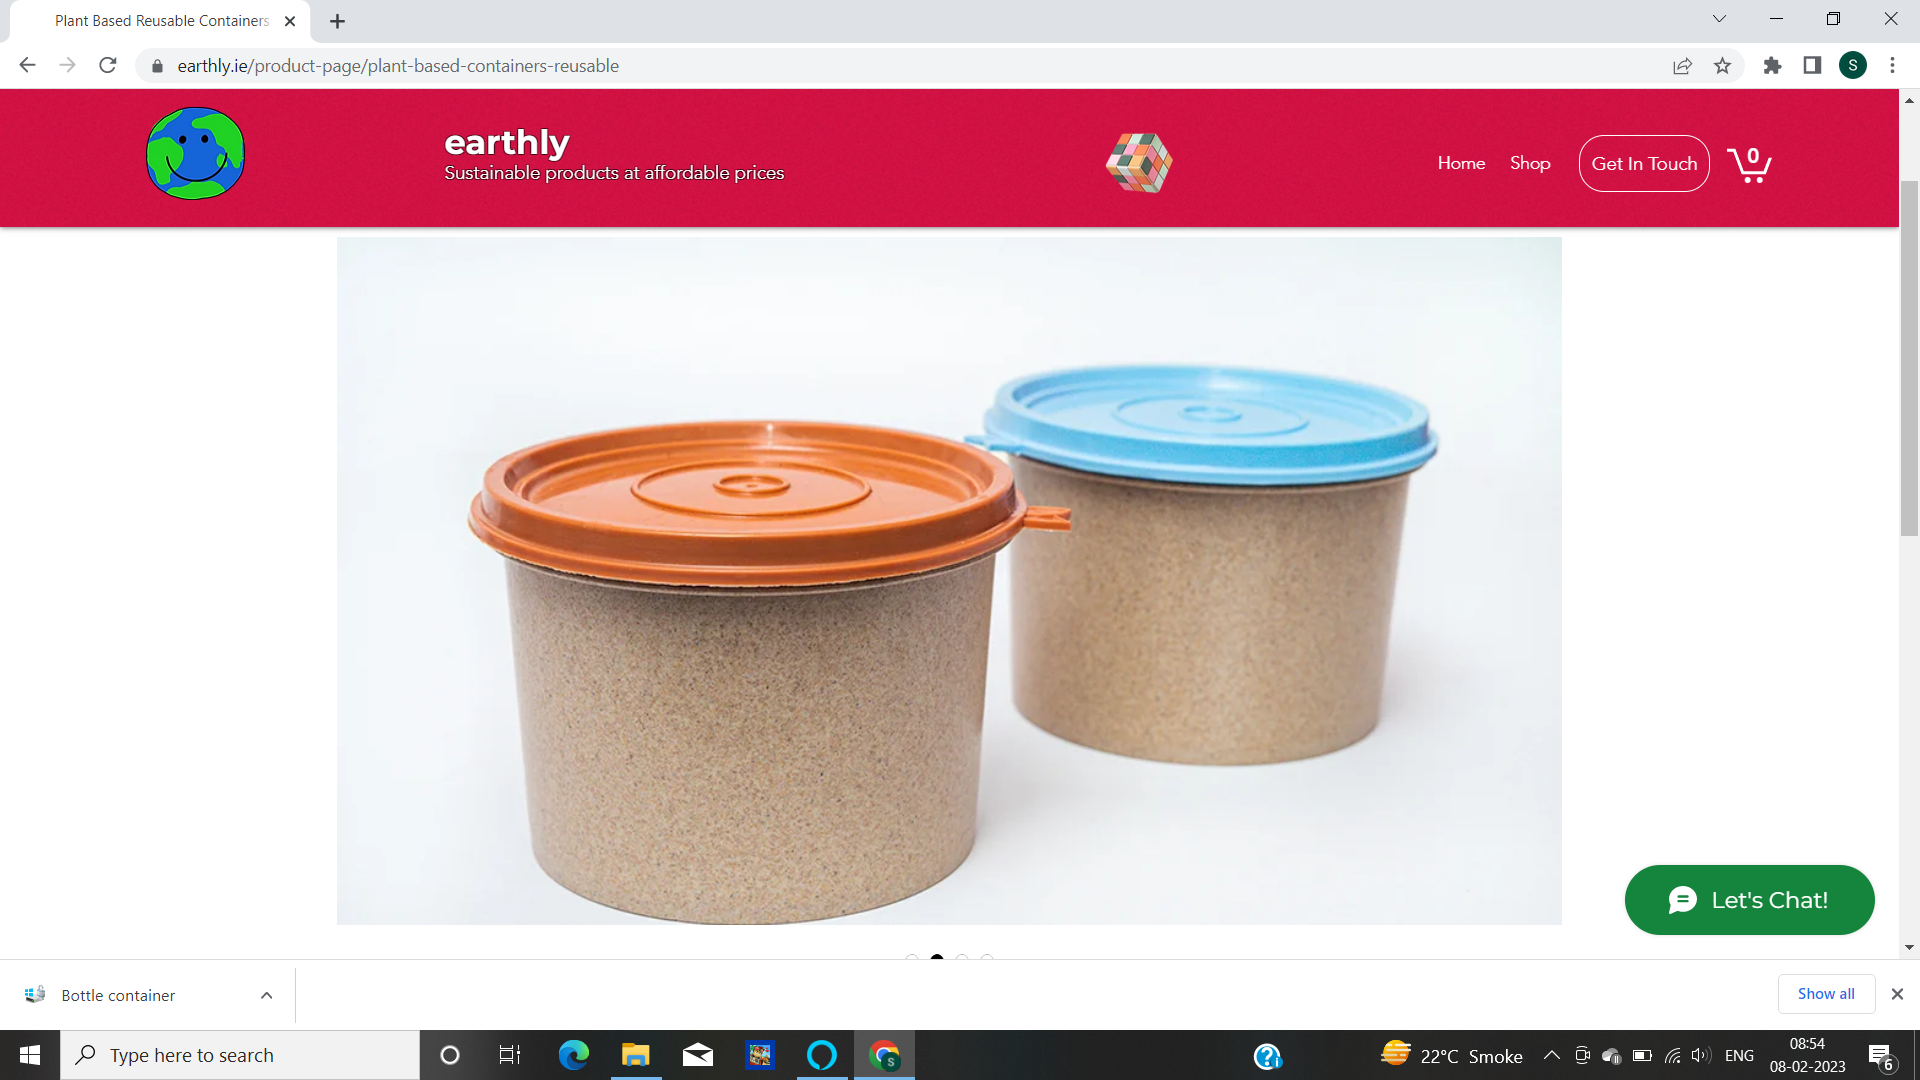 Plant Based Reusable Containers
earthly.ie/product-page/plant-based-containers-reusable
S
earthly
Sustainable products at affordable prices
Home
Shop
Get In Touch
0
Let's Chat!
Bottle container
Show all
Type here to search
S
22°C Smoke
ENG
08:54
08-02-2023
6